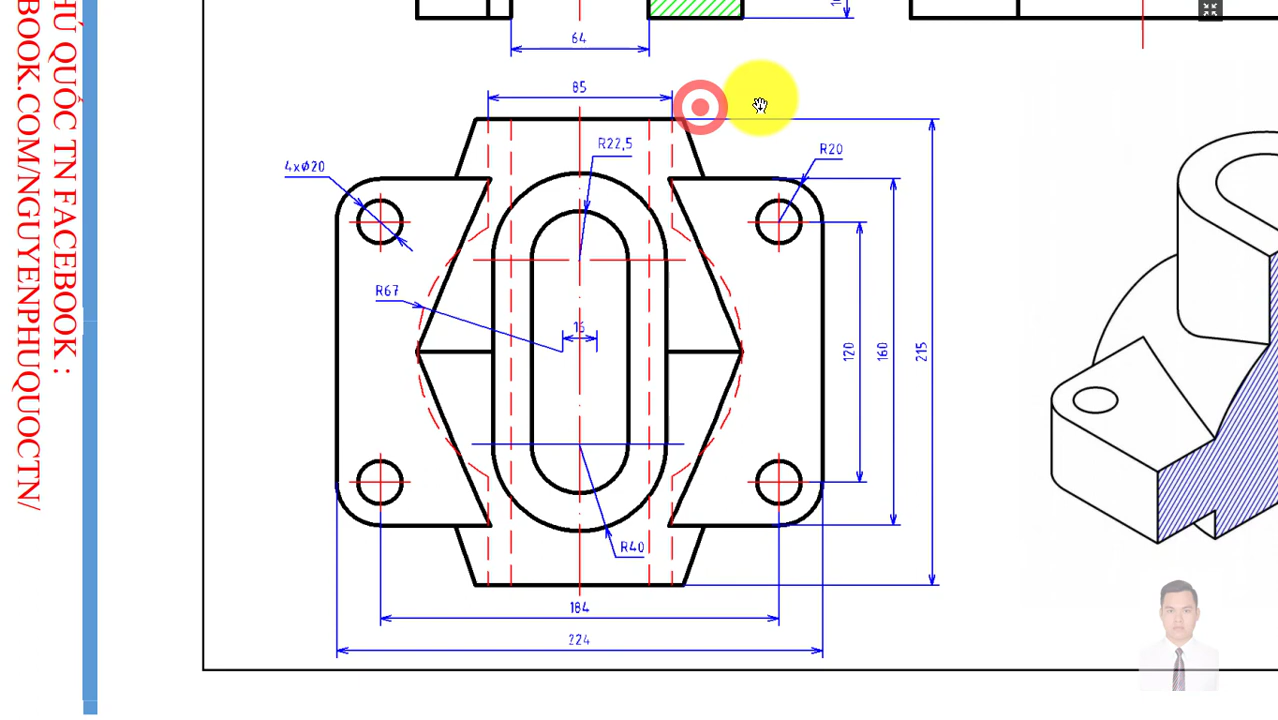 HÚ QUỐC TN FACEBOOK :
BOOK.COM/NGUYENPHUQUOCTN/
64
85
4xØ20
R22,5
R20
R67
16
120
160
215
R40
184
224